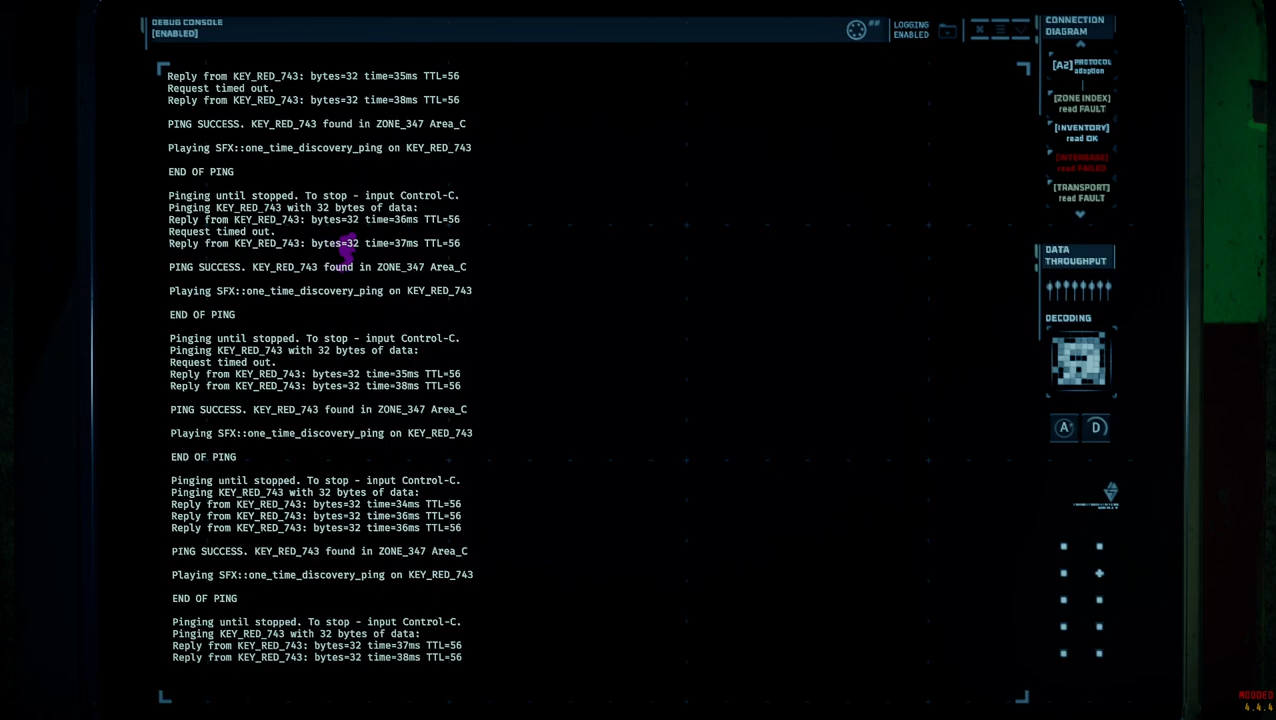 DEBUG CONSOLE
[ENABLED]
##
LOGGING
ENABLED
Reply from KEY_RED_743: bytes=32 time=35ms TTL=56
Request timed out.
Reply from KEY_RED_743: bytes=32 time=38ms TTL=56
PING SUCCESS. KEY_RED_743 found in ZONE_347 Area_C
Playing SFX::one_time_discovery_ping on KEY_RED_743
END OF PING
Pinging until stopped. To stop - input Control-C.
Pinging KEY_RED_743 with 32 bytes of data:
Reply from KEY_RED_743: bytes=32 time=36ms TTL=56
Request timed out.
Reply from KEY_RED_743: bytes=32 time=37ms TTL=56
PING SUCCESS. KEY_RED_743 found in ZONE_347 Area_C
Playing SFX::one_time_discovery_ping on KEY_RED_743
END OF PING
Pinging until stopped. To stop - input Control-C.
Pinging KEY_RED_743 with 32 bytes of data:
Request timed out.
Reply from KEY_RED_743: bytes=32 time=35ms TTL=56
Reply from KEY_RED_743: bytes=32 time=38ms TTL=56
PING SUCCESS. KEY_RED_743 found in ZONE_347 Area_C
Playing SFX::one_time_discovery_ping on KEY_RED_743
END OF PING
Pinging until stopped. To stop - input Control-C.
Pinging KEY_RED_743 with 32 bytes of data:
Reply from KEY_RED_743: bytes=32 time=34ms TTL=56
Reply from KEY_RED_743: bytes=32 time=36ms TTL=56
Reply from KEY_RED_743: bytes=32 time=36ms TTL=56
PING SUCCESS. KEY_RED_743 found in ZONE_347 Area_C
Playing SFX::one_time_discovery_ping on KEY_RED_743
END OF PING
Pinging until stopped. To stop - input Control-C.
Pinging KEY_RED_743 with 32 bytes of data:
Reply from KEY_RED_743: bytes=32 time=37ms TTL=56
Reply from KEY_RED_743: bytes=32 time=38ms TTL=56
CONNECTION
DIAGRAM
[A2] PROTOCOL
adoption
[ZONE INDEX]
read FAULT
[INVENTORY]
read OK
[INTERBASE]
read FAILED
[TRANSPORT]
read FAULT
DATA
THROUGHPUT
DECODING
A
D
MODDED
4.4.4